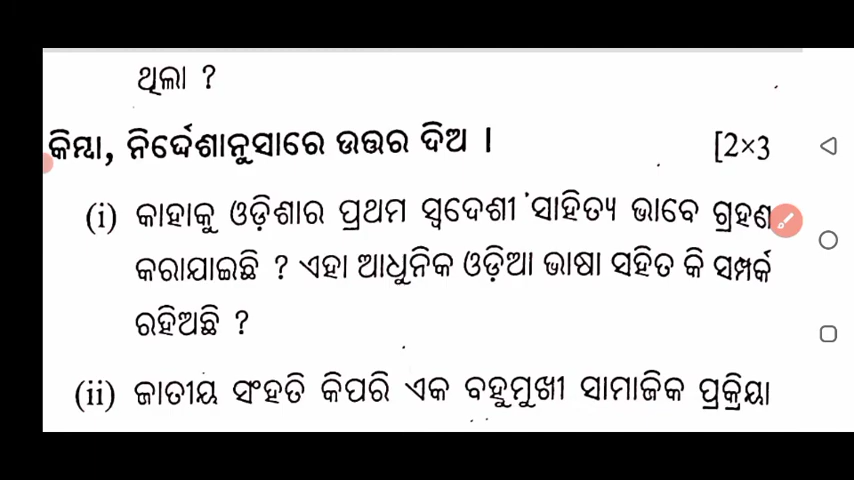 ଥିଲା ?
କିମ୍ବା, ନିର୍ଦ୍ଦେଶାନୁସାରେ ଉତ୍ତର ଦିଅ ।	[2×3
(i) କାହାକୁ ଓଡ଼ିଶାର ପ୍ରଥମ ସ୍ୱଦେଶୀ ସାହିତ୍ୟ ଭାବେ ଗ୍ରହଣ
କରାଯାଇଛି ? ଏହା ଆଧୁନିକ ଓଡ଼ିଆ ଭାଷା ସହିତ କି ସମ୍ପର୍କ
ରହିଅଛି ?
(ii) ଜାତୀୟ ସଂହତି କିପରି ଏକ ବହୁମୁଖୀ ସାମାଜିକ ପ୍ରକ୍ରିୟା